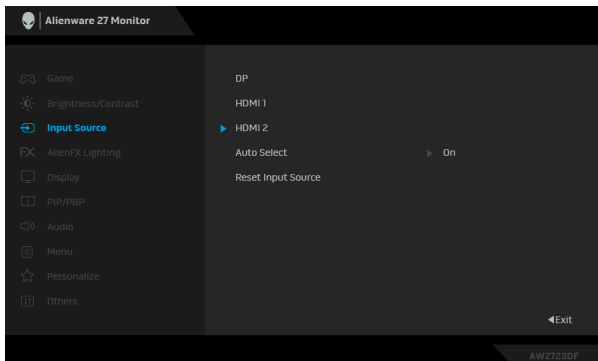 Alienware 27 Monitor
Game
Brightness/Contrast
Input Source
AlienFX Lighting
Display
PIP/PBP
Audio
Menu
Personalize
Others
DP
HDMI 1
HDMI 2
Auto Select On
Reset Input Source
Exit
AW2723DF